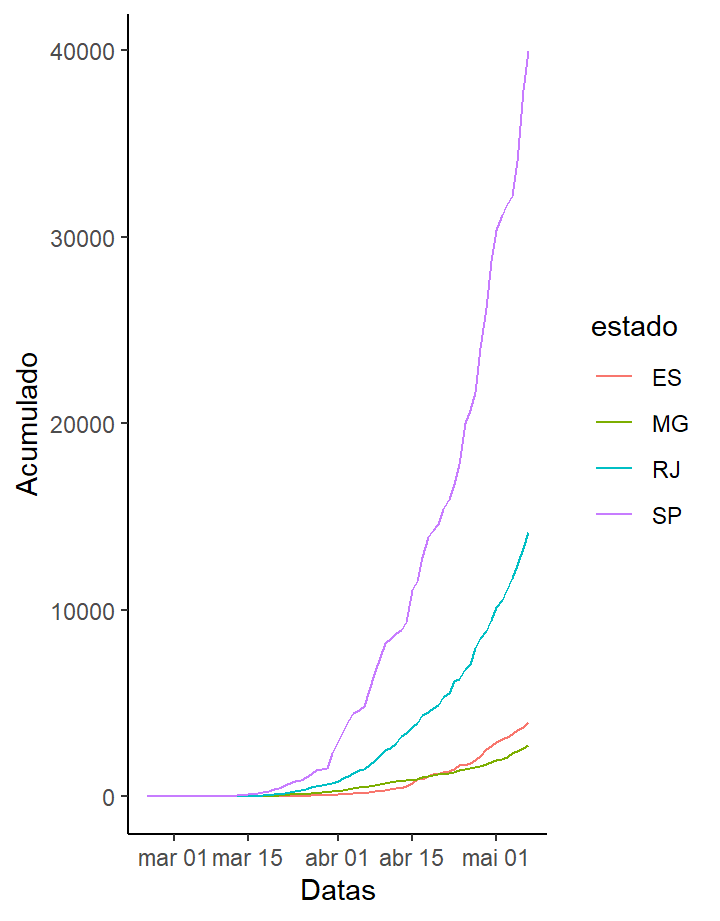 40000
30000
20000
10000
0
Acumulado
mar 01 mar 15 abr 01 abr 15 mai 01
Datas
estado
ES
MG
RJ
SP